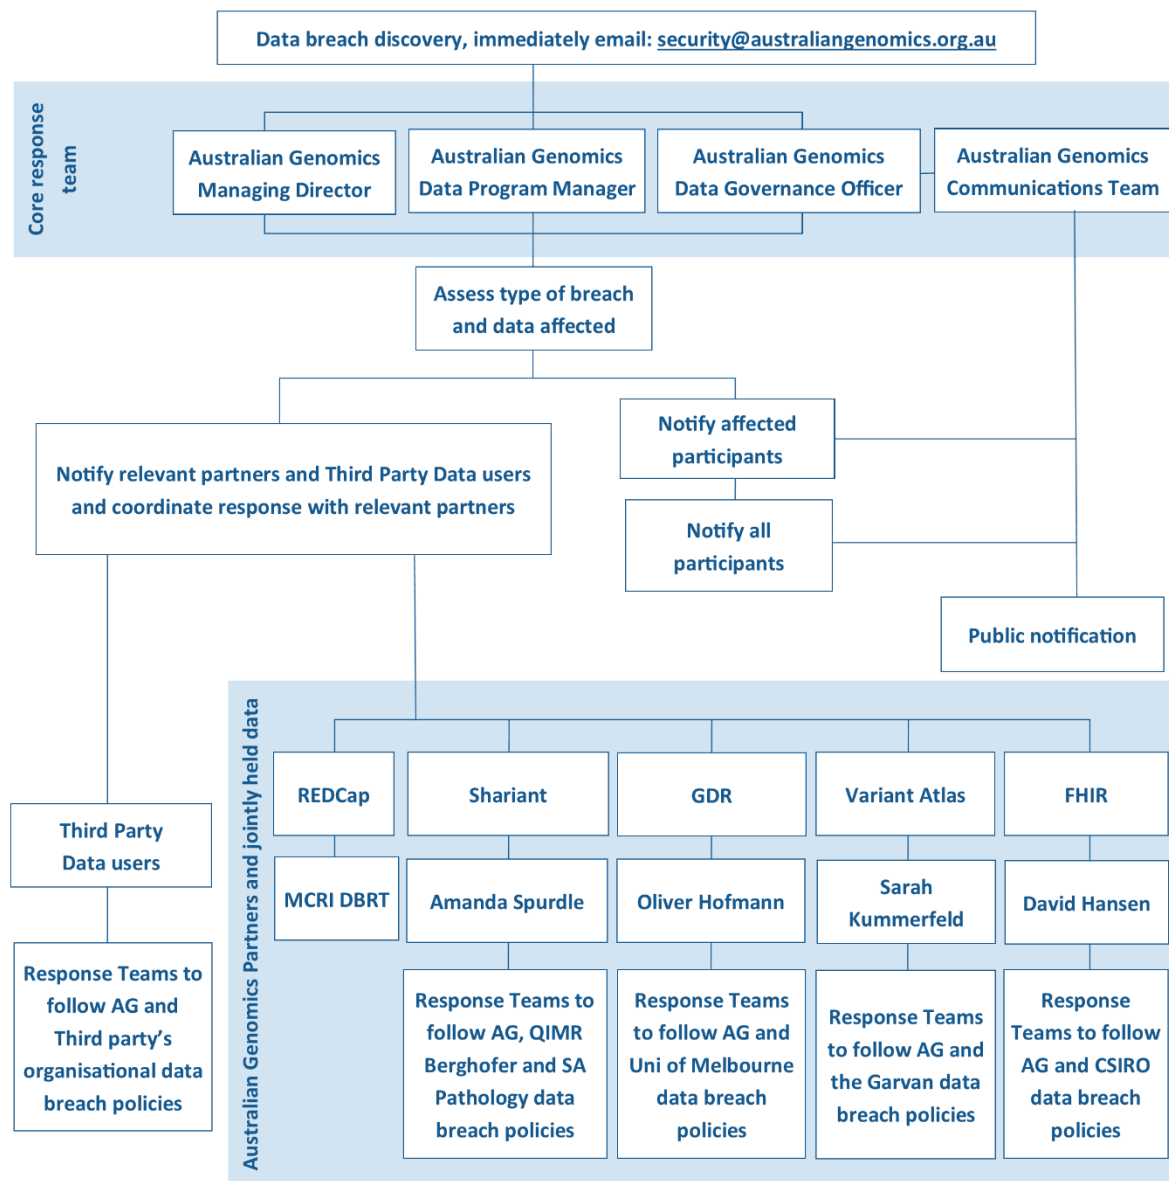 Data breach discovery, immediately email: security@australiangenomics.org.au
Core response
team
Australian Genomics
Managing Director
Australian Genomics
Data Program Manager
Australian Genomics
Data Governance Officer
Australian Genomics
Communications Team
Assess type of breach
and data affected
Notify relevant partners and Third Party Data users
and coordinate response with relevant partners
Notify affected
participants
Notify all
participants
Public notification
Third Party
Data users
Response Teams to
follow AG and
Third party’s
organisational data
breach policies
Australian Genomics Partners and jointly held data
REDCap
MCRI DBRT
Shariant
Amanda Spurdle
Response Teams to
follow AG, QIMR
Berghofer and SA
Pathology data
breach policies
GDR
Oliver Hofmann
Response Teams
to follow AG and
Uni of Melbourne
data breach
policies
Variant Atlas
Sarah
Kummerfeld
Response Teams
to follow AG and
the Garvan data
breach policies
FHIR
David Hansen
Response
Teams to follow
AG and CSIRO
data breach
policies